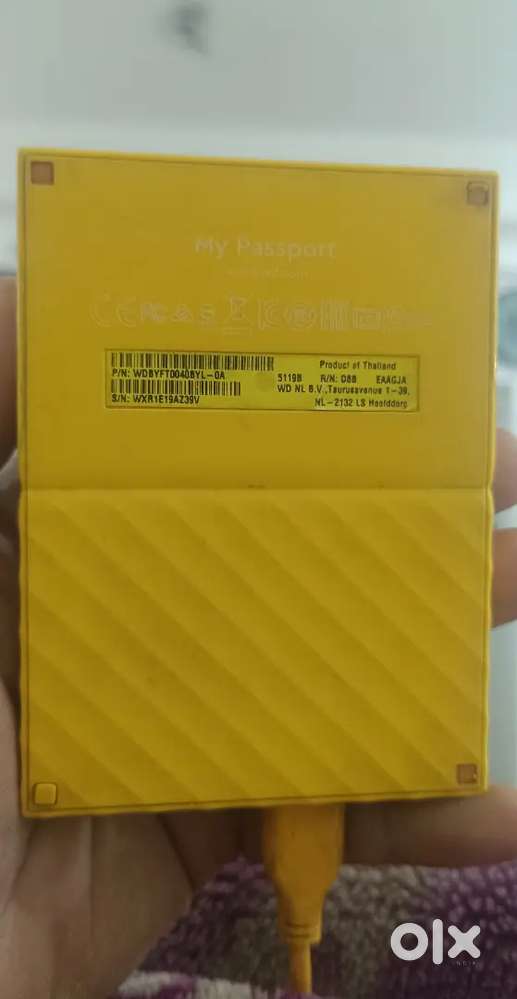 My Passport
P/N: WDBYFT0040BYL-0A
S/N: WXR1E19AZ39V
Product of Thailand
5119B R/N: D8B EAAGJA
WD NL B.V.,Taurusavenue 1-39,
NL-2132 LS Hoofddorp.
olx
INDIA